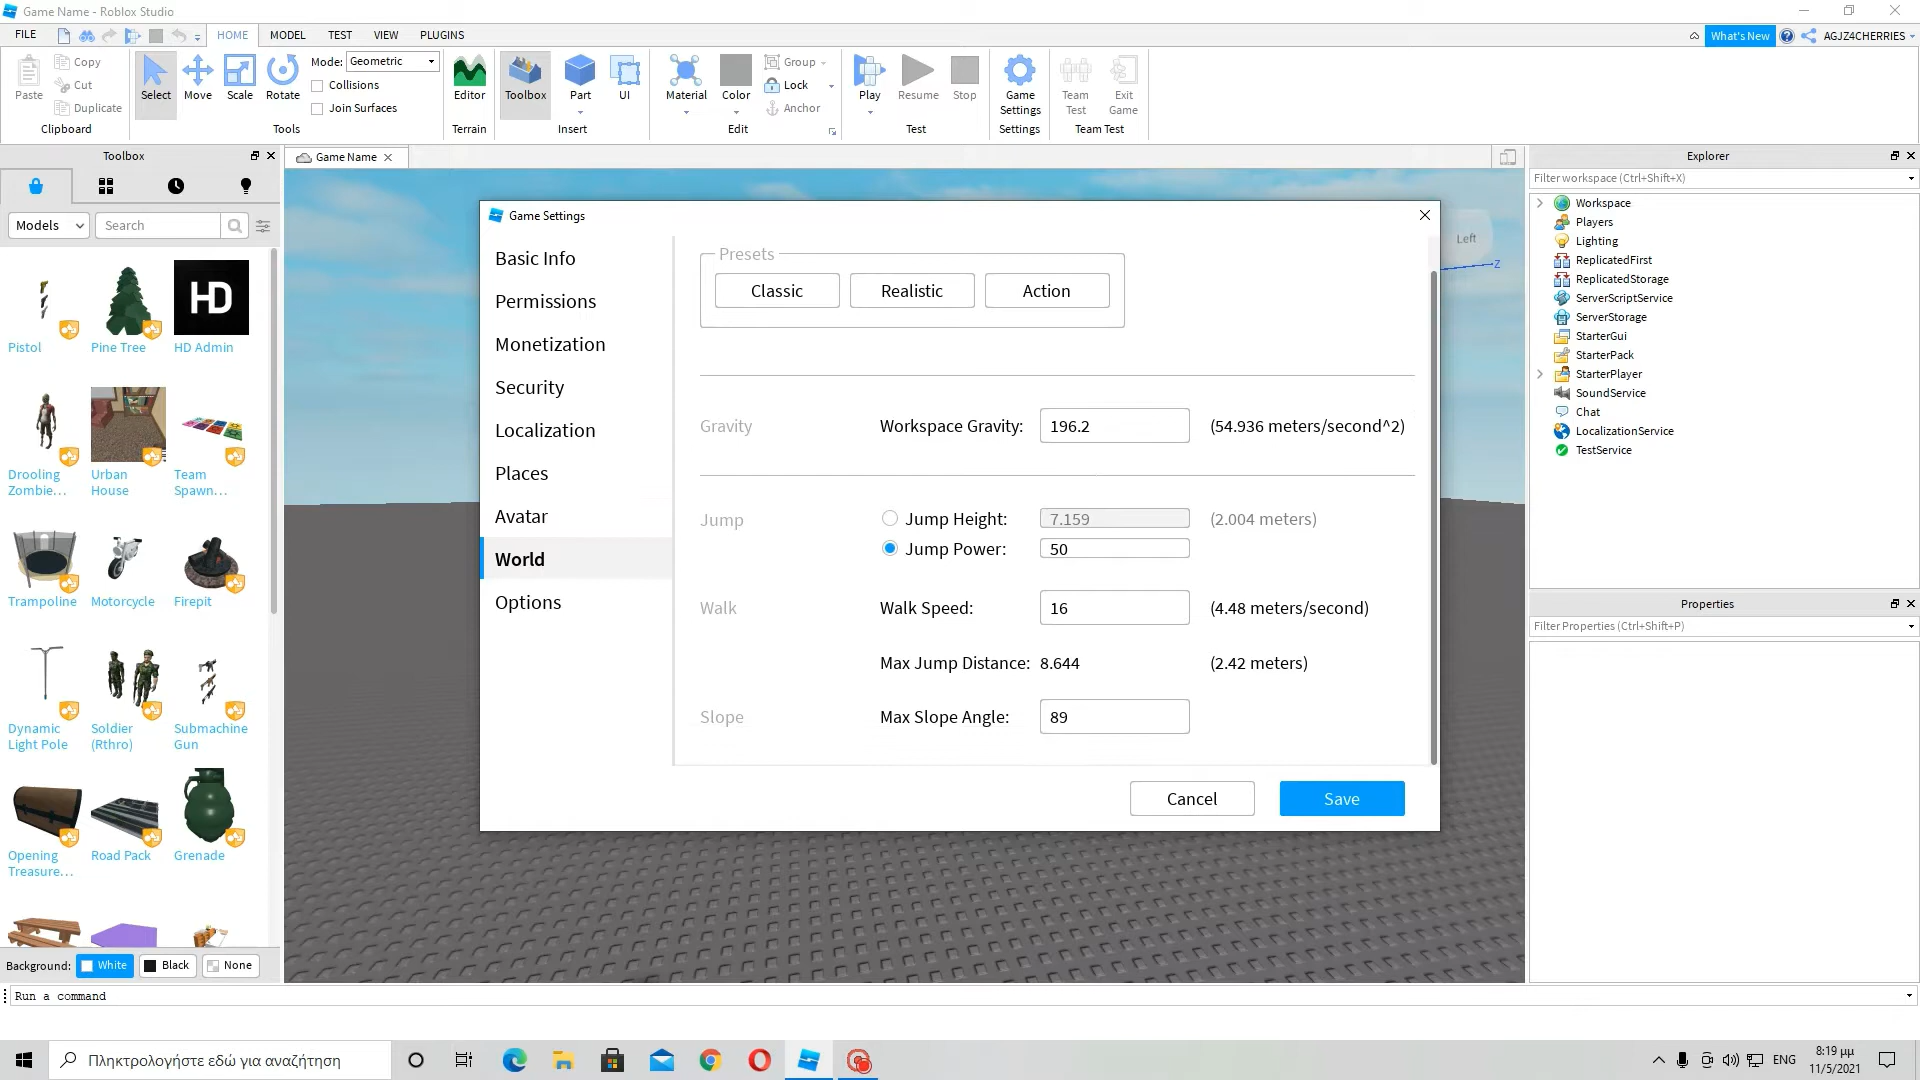 Game Name - Roblox Studio
FILE
HOME
MODEL
TEST
VIEW
PLUGINS
What's New
AGJZ4CHERRIES
Paste
Copy
Cut
Duplicate
Clipboard
Select
Move
Scale
Rotate
Mode: Geometric
Collisions
Join Surfaces
Tools
Editor
Terrain
Toolbox
Part
UI
Insert
Material
Color
Group
Lock
Anchor
Edit
Play
Resume
Stop
Test
Game
Settings
Settings
Team
Test
Exit
Game
Team Test
Toolbox
Models
Search
Pistol
Pine Tree
HD
HD Admin
Drooling
Zombie...
Urban
House
Team
Spawn...
Trampoline
Motorcycle
Firepit
Dynamic
Light Pole
Soldier
(Rthro)
Submachine
Gun
Opening
Treasure...
Road Pack
Grenade
Background:
White
Black
None
Game Name
Left
Z
Game Settings
Basic Info
Permissions
Monetization
Security
Localization
Places
Avatar
World
Options
Presets
Classic
Realistic
Action
Gravity
Workspace Gravity: 196.2 (54.936 meters/second^2)
Jump
Jump Height: 7.159 (2.004 meters)
Jump Power: 50
Walk
Walk Speed: 16 (4.48 meters/second)
Max Jump Distance: 8.644 (2.42 meters)
Slope
Max Slope Angle: 89
Cancel
Save
Explorer
Filter workspace (Ctrl+Shift+X)
Workspace
Players
Lighting
ReplicatedFirst
ReplicatedStorage
ServerScriptService
ServerStorage
StarterGui
StarterPack
StarterPlayer
SoundService
Chat
LocalizationService
TestService
Properties
Filter Properties (Ctrl+Shift+P)
Run a command
Πληκτρολογήστε εδώ για αναζήτηση
ENG
8:19 μμ
11/5/2021